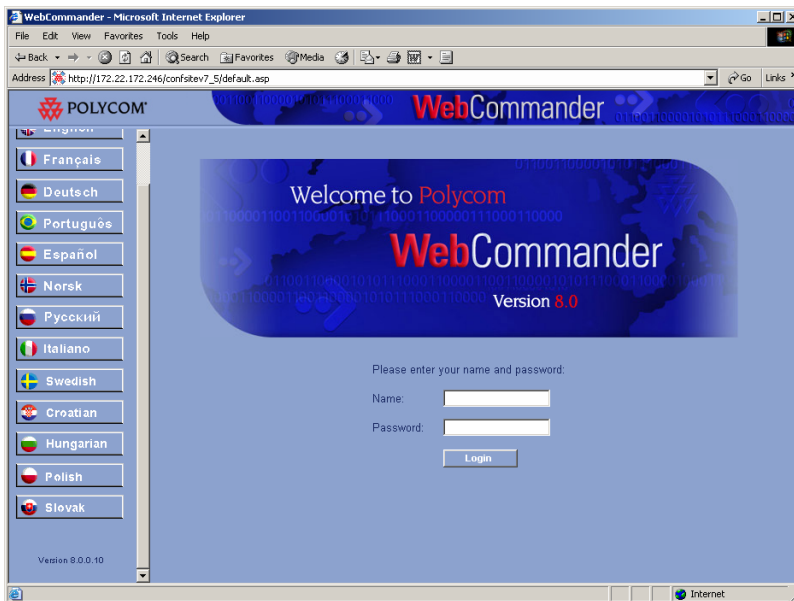 WebCommander - Microsoft Internet Explorer
File Edit View Favorites Tools Help
Back Search Favorites Media
Address http://172.22.172.246/confsitev7_5/default.asp Go Links
POLYCOM
WebCommander
English
Français
Deutsch
Português
Español
Norsk
Русский
Italiano
Swedish
Croatian
Hungarian
Polish
Slovak
Version 8.0.0.10
Welcome to Polycom
WebCommander
Version 8.0
Please enter your name and password:
Name:
Password:
Login
Internet